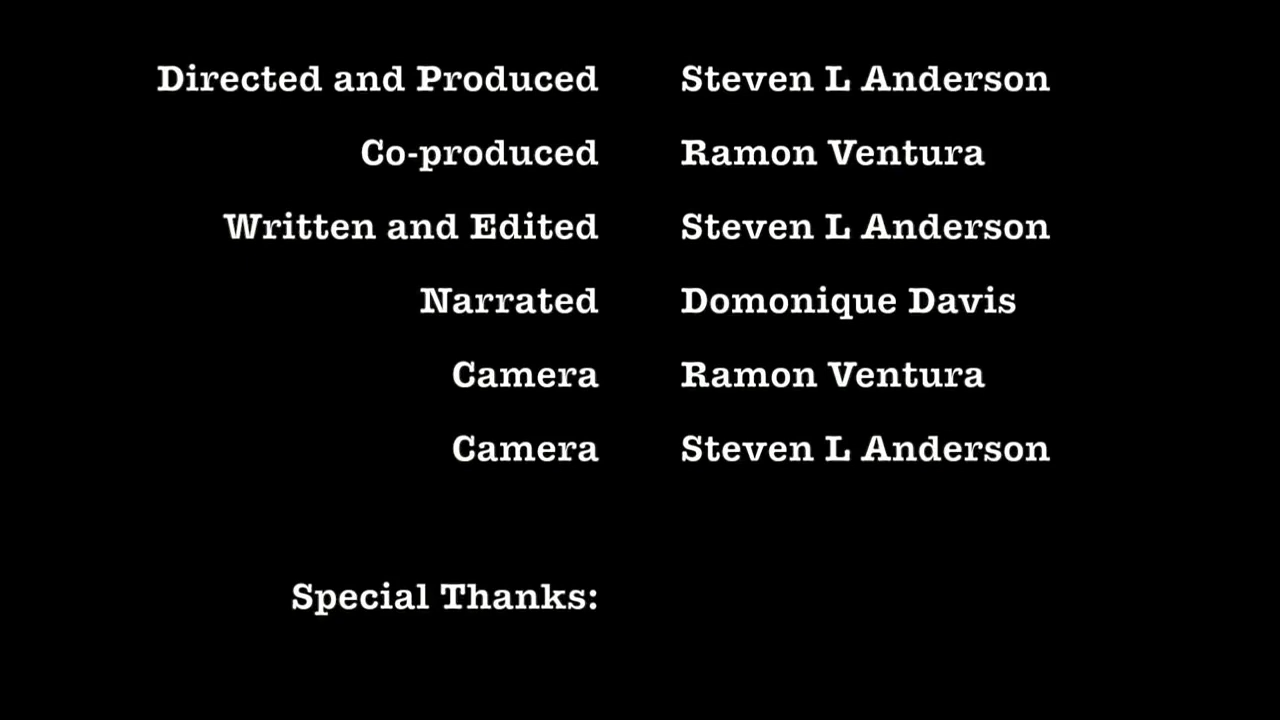 Directed and Produced Steven L Anderson
Co-produced Ramon Ventura
Written and Edited Steven L Anderson
Narrated Domonique Davis
Camera Ramon Ventura
Camera Steven L Anderson
Special Thanks: